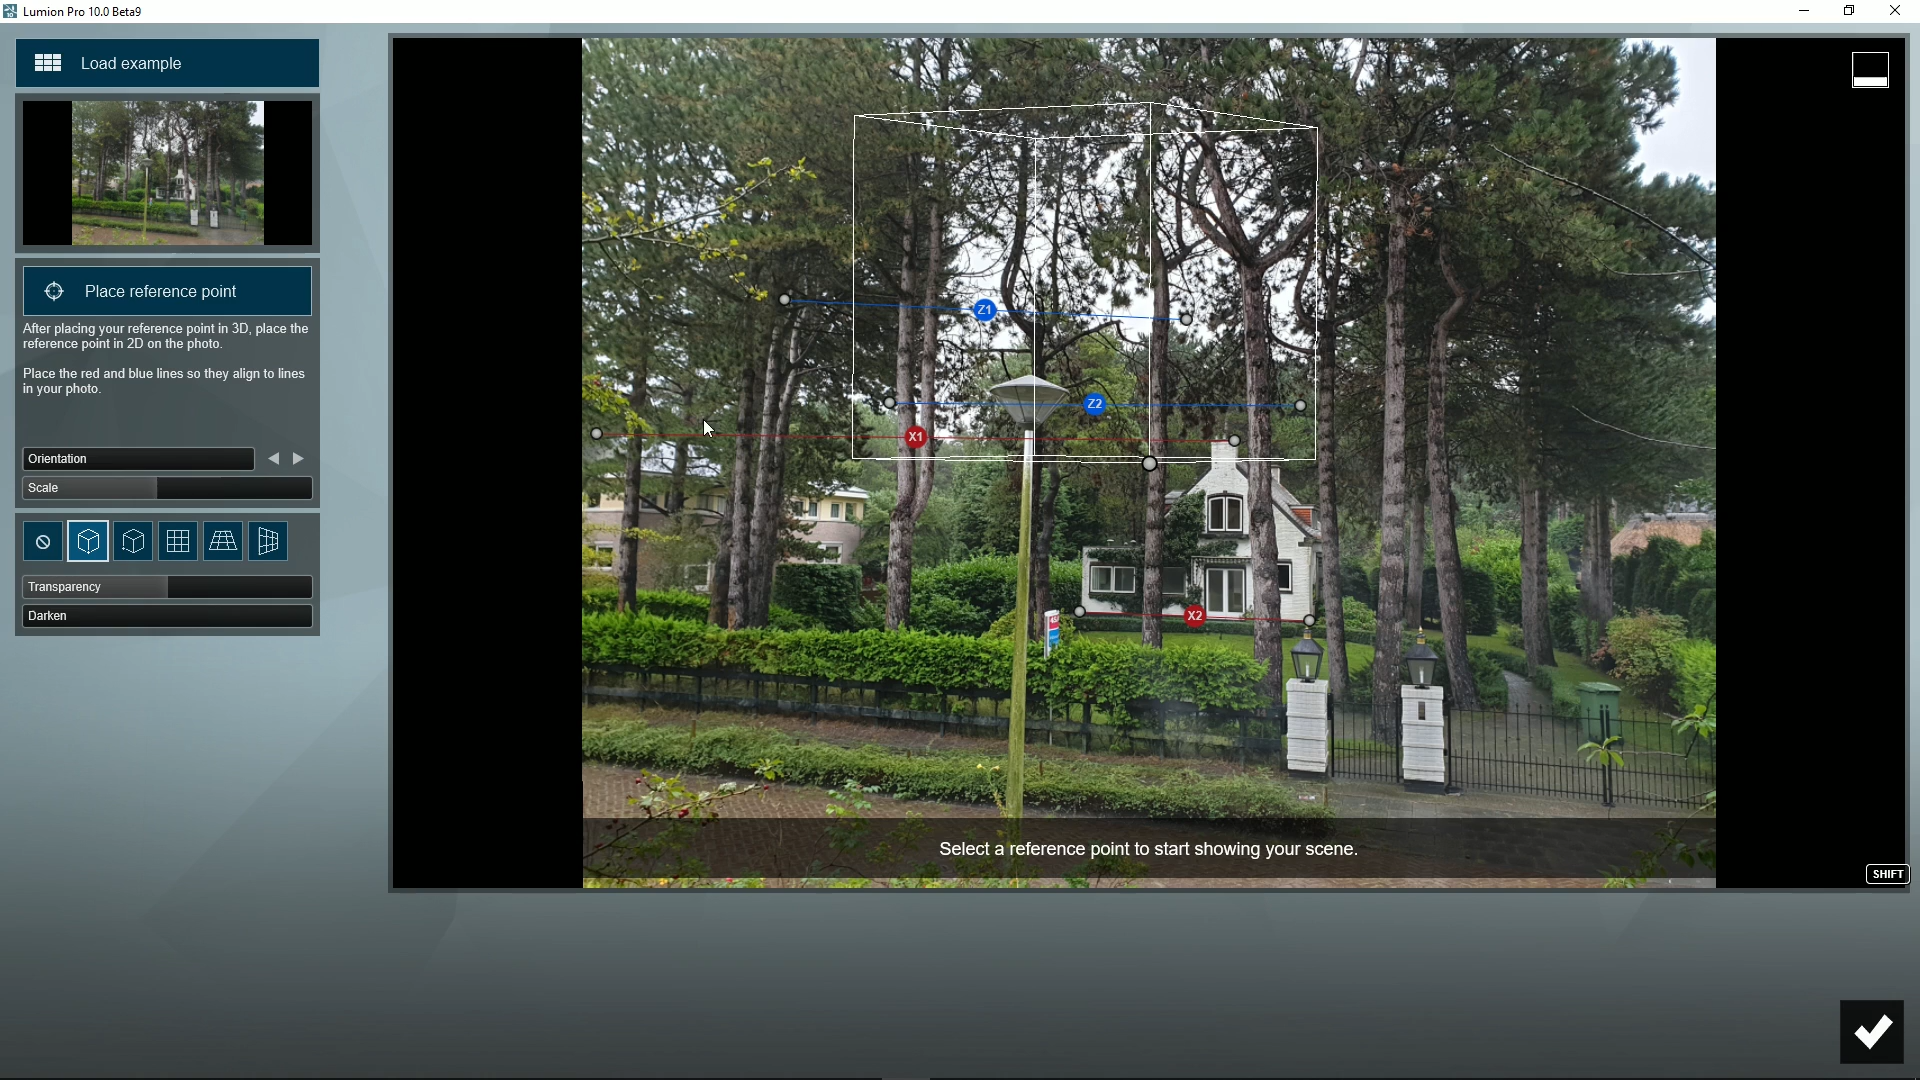 Lumion Pro 10.0 Beta9
Load example
Place reference point
After placing your reference point in 3D, place the
reference point in 2D on the photo.
Place the red and blue lines so they align to lines
in your photo.
Orientation
Scale
Transparency
Darken
Z1
Z2
X1
X2
Select a reference point to start showing your scene.
SHIFT